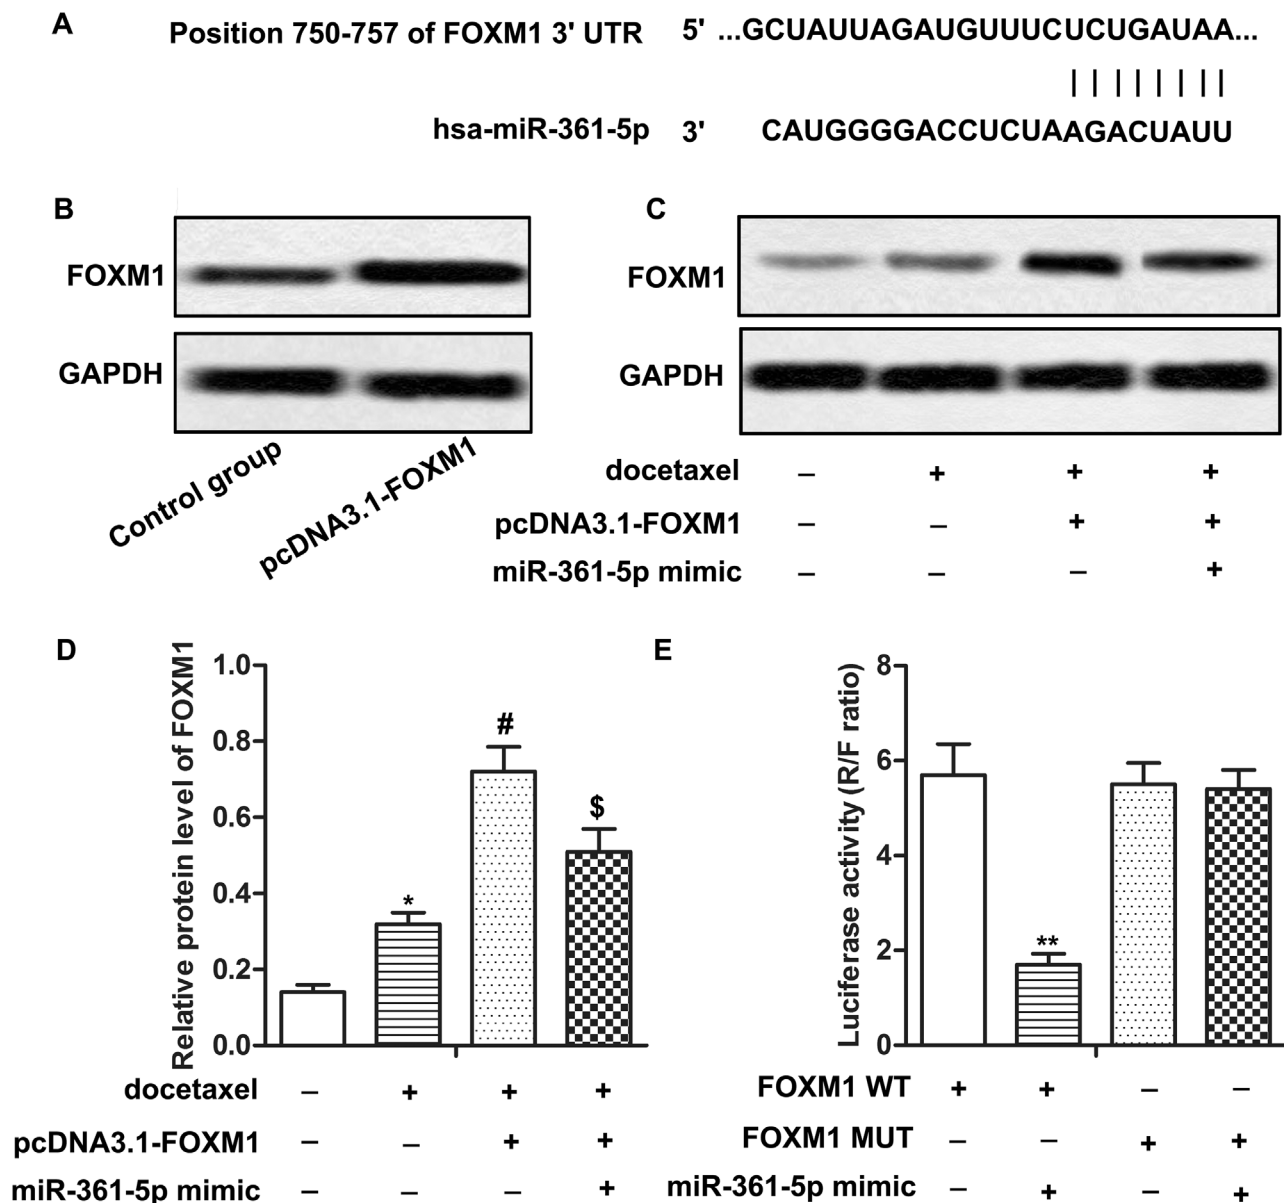 A
Position 750-757 of FOXM1 3' UTR 5' ...GCUAUUAGAUGUUUCUCUGAUAA...
hsa-miR-361-5p 3' CAUGGGGACCUCUAAGACUAUU
B
FOXM1
GAPDH
Control group
pcDNA3.1-FOXM1
C
FOXM1
GAPDH
docetaxel – + + +
pcDNA3.1-FOXM1 – – + +
miR-361-5p mimic – – – +
D
Relative protein level of FOXM1
1.0
0.8
0.6
0.4
0.2
0.0
*
#
$
docetaxel – + + +
pcDNA3.1-FOXM1 – – + +
miR-361-5p mimic – – – +
E
Luciferase activity (R/F ratio)
8
6
4
2
0
**
FOXM1 WT + + – –
FOXM1 MUT – – + +
miR-361-5p mimic – + – +